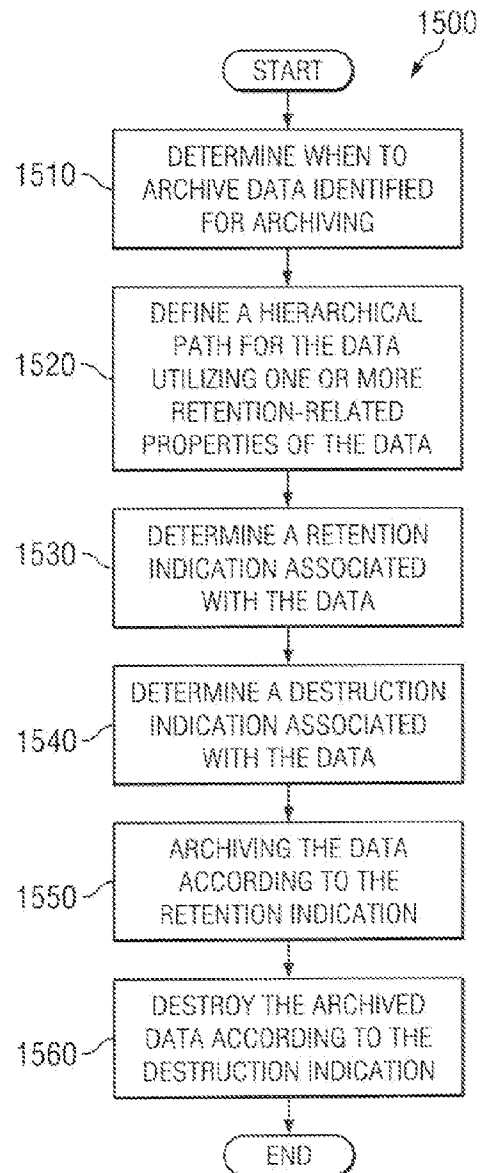 1500
START
1510
DETERMINE WHEN TO
ARCHIVE DATA IDENTIFIED
FOR ARCHIVING
1520
DEFINE A HIERARCHICAL
PATH FOR THE DATA
UTILIZING ONE OR MORE
RETENTION-RELATED
PROPERTIES OF THE DATA
1530
DETERMINE A RETENTION
INDICATION ASSOCIATED
WITH THE DATA
1540
DETERMINE A DESTRUCTION
INDICATION ASSOCIATED
WITH THE DATA
1550
ARCHIVING THE DATA
ACCORDING TO THE
RETENTION INDICATION
1560
DESTROY THE ARCHIVED
DATA ACCORDING TO THE
DESTRUCTION INDICATION
END